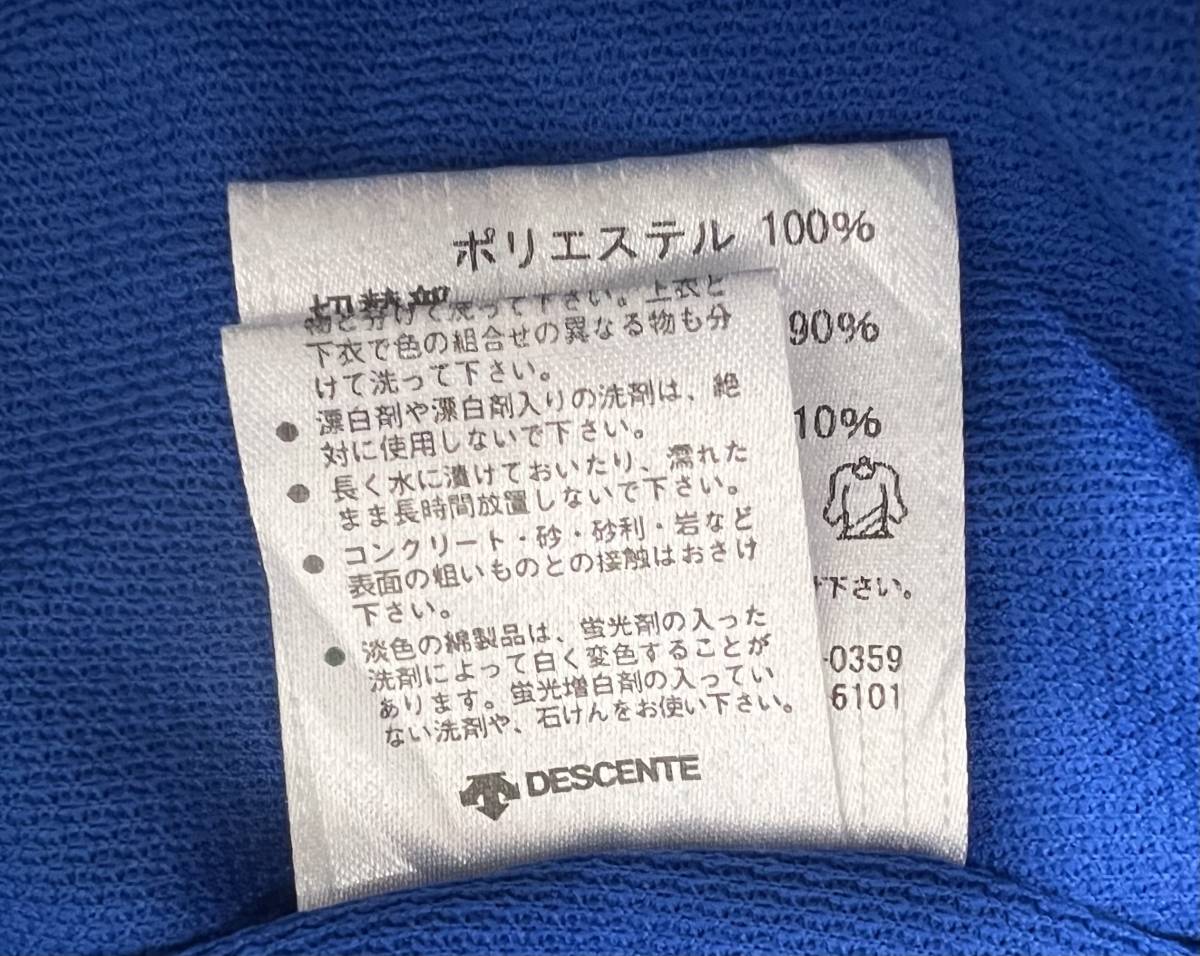 ポリエステル 100%
切替部
90%
10%
物と分けて洗って下さい。上衣と
下衣で色の組合せの異なる物も分
けて洗って下さい。
● 漂白剤や漂白剤入りの洗剤は、絶
対に使用しないで下さい。
● 長く水に漬けておいたり、濡れた
まま長時間放置しないで下さい。
● コンクリート・砂・砂利・岩など
表面の粗いものとの接触はおさけ
下さい。
● 淡色の綿製品は、蛍光剤の入った
洗剤によって白く変色することが
あります。蛍光増白剤の入ってい
ない洗剤や、石けんをお使い下さい。
DESCENTE
下さい。
-0359
6101